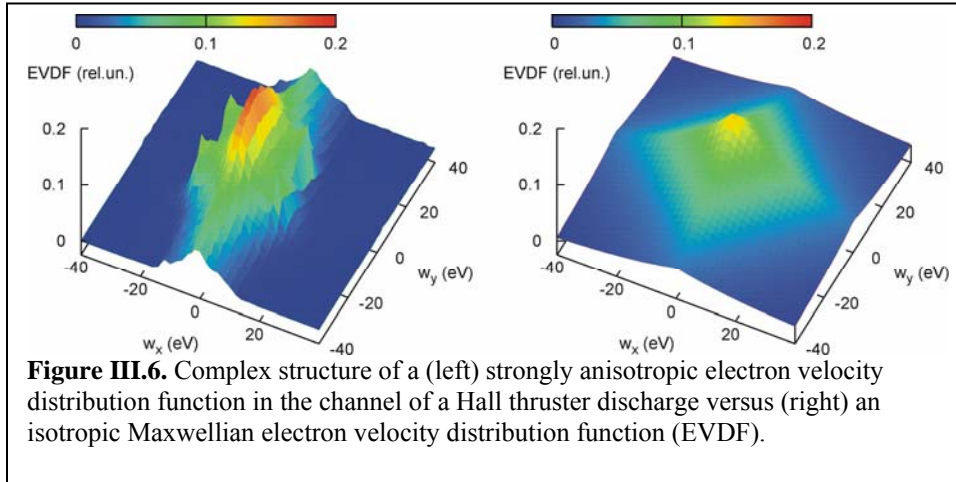 0 0.1 0.2 0 0.1 0.2
EVDF (rel.un.) EVDF (rel.un.)
0.2 0.2
0.1 0.1
0 0
-40 -20 0 20 -40 -20 0 20 40 -40 -20 0 20 -40 -20 0 20 40
w_x (eV) w_y (eV) w_x (eV) w_y (eV)
Figure III.6. Complex structure of a (left) strongly anisotropic electron velocity
distribution function in the channel of a Hall thruster discharge versus (right) an
isotropic Maxwellian electron velocity distribution function (EVDF).